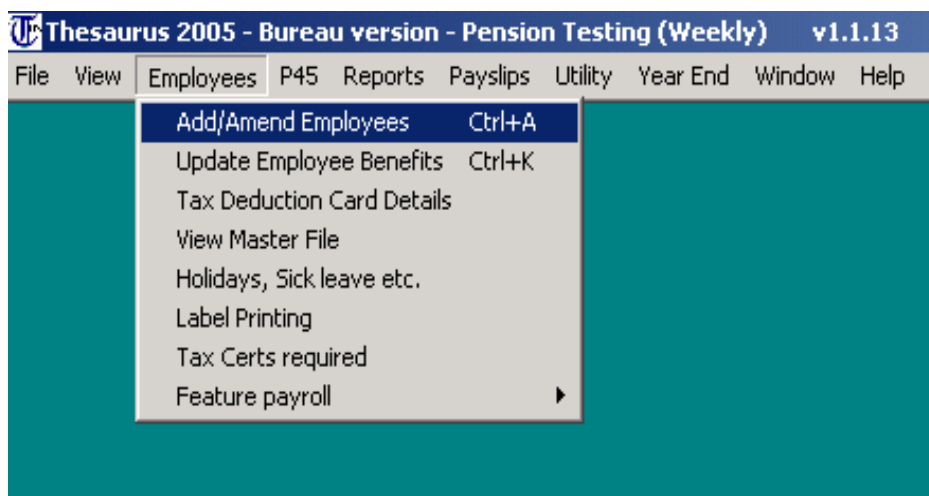 Thesaurus 2005 - Bureau version - Pension Testing (Weekly) v1.1.13
File View Employees P45 Reports Payslips Utility Year End Window Help
Add/Amend Employees Ctrl+A
Update Employee Benefits Ctrl+K
Tax Deduction Card Details
View Master File
Holidays, Sick leave etc.
Label Printing
Tax Certs required
Feature payroll